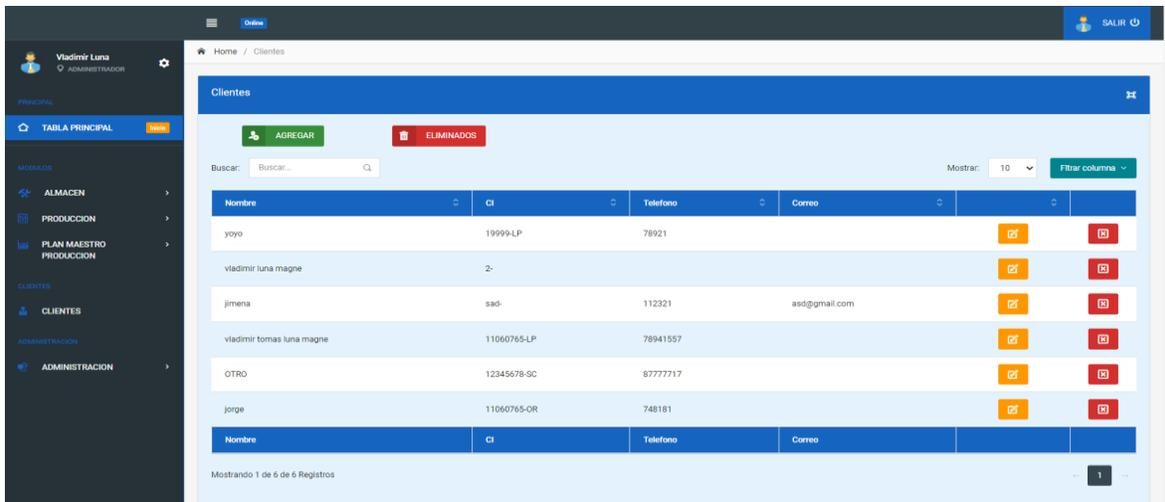 Online
SALIR
Vladimir Luna
ADMINISTRADOR
Home / Clientes
PRINCIPAL
TABLA PRINCIPAL Inicio
MODULOS
ALMACEN
PRODUCCION
PLAN MAESTRO
PRODUCCION
CLIENTES
CLIENTES
ADMINISTRACION
ADMINISTRACION
Clientes
AGREGAR ELIMINADOS
Buscar: Buscar... Mostrar: 10 Fltrar columna
Nombre CI Telefono Correo
yoyo 19999-LP 78921
vladimir luna magne 2-
jimena sad- 112321 asd@gmail.com
vladimir tomas luna magne 11060765-LP 78941557
OTRO 12345678-SC 87777717
jorge 11060765-OR 748181
Nombre CI Telefono Correo
Mostrando 1 de 6 de 6 Registros
← 1 →